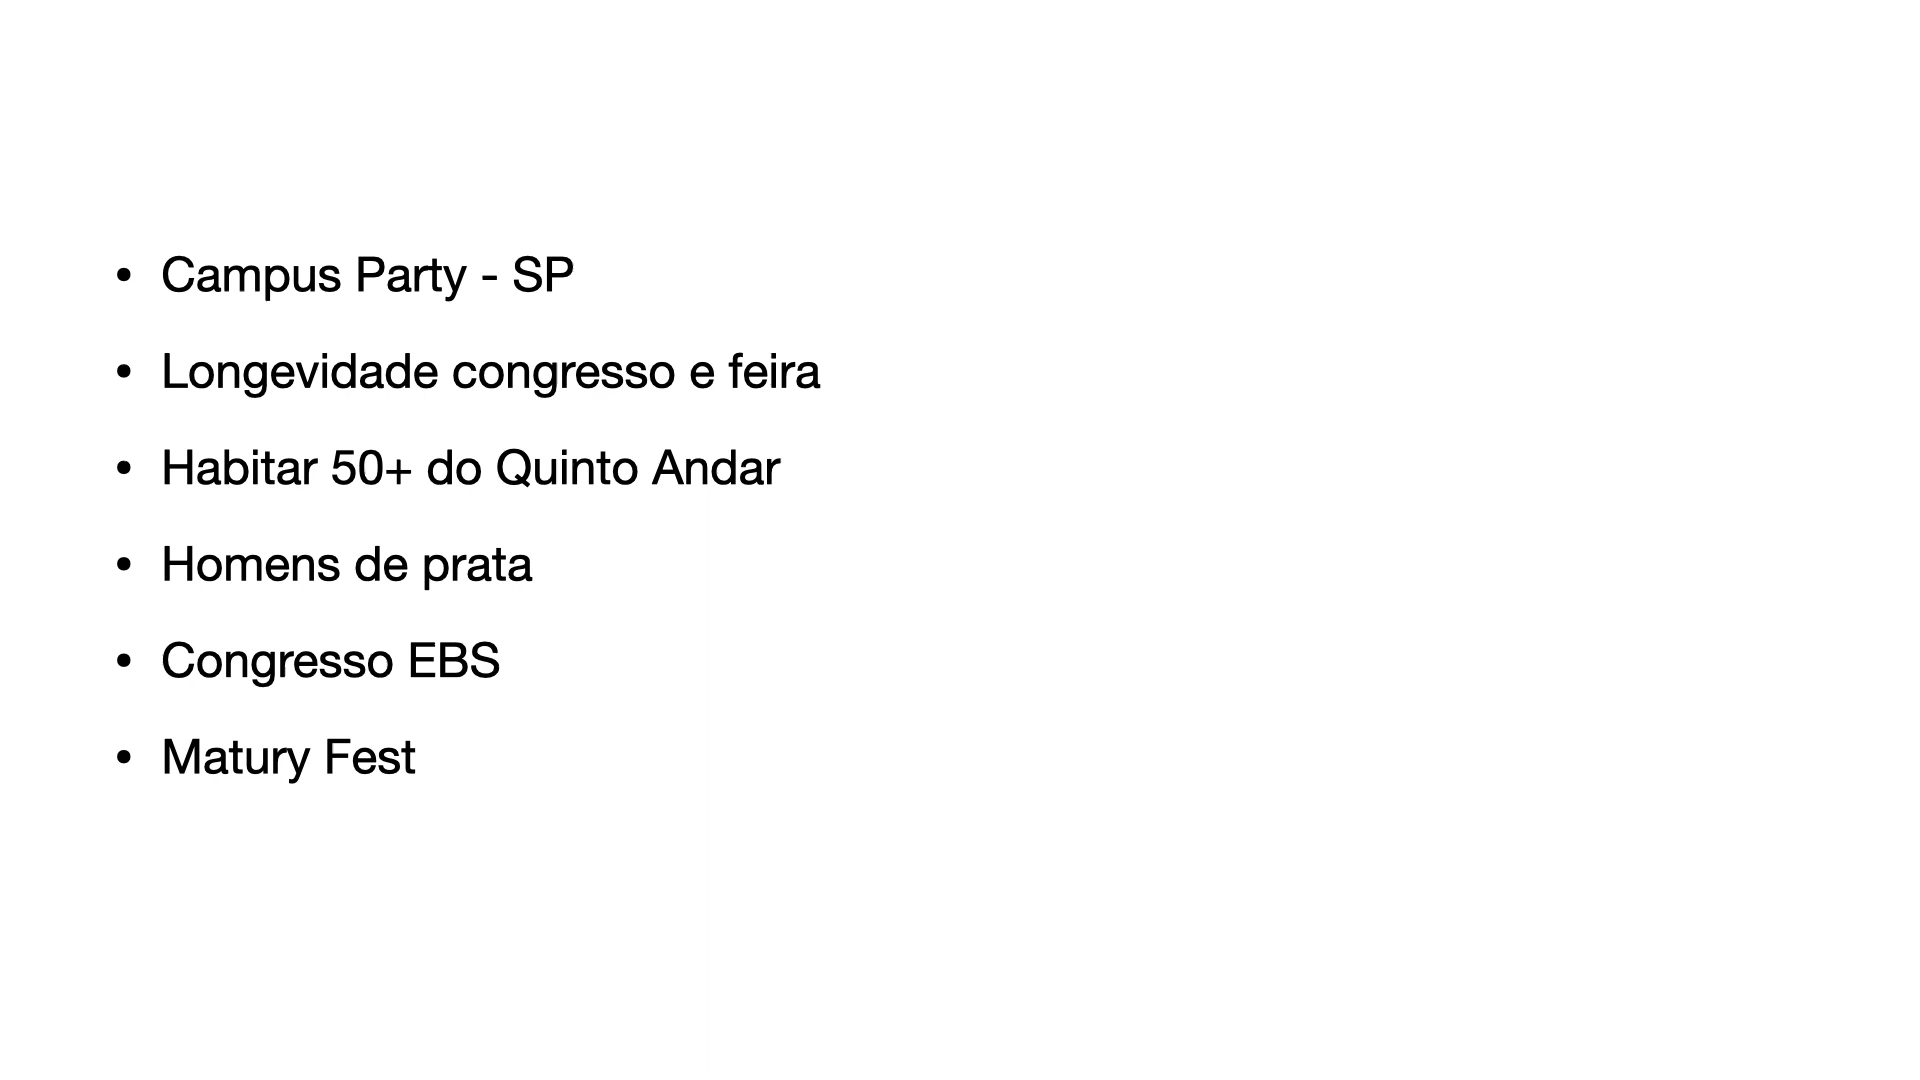 • Campus Party - SP
• Longevidade congresso e feira
• Habitar 50+ do Quinto Andar
• Homens de prata
• Congresso EBS
• Matury Fest